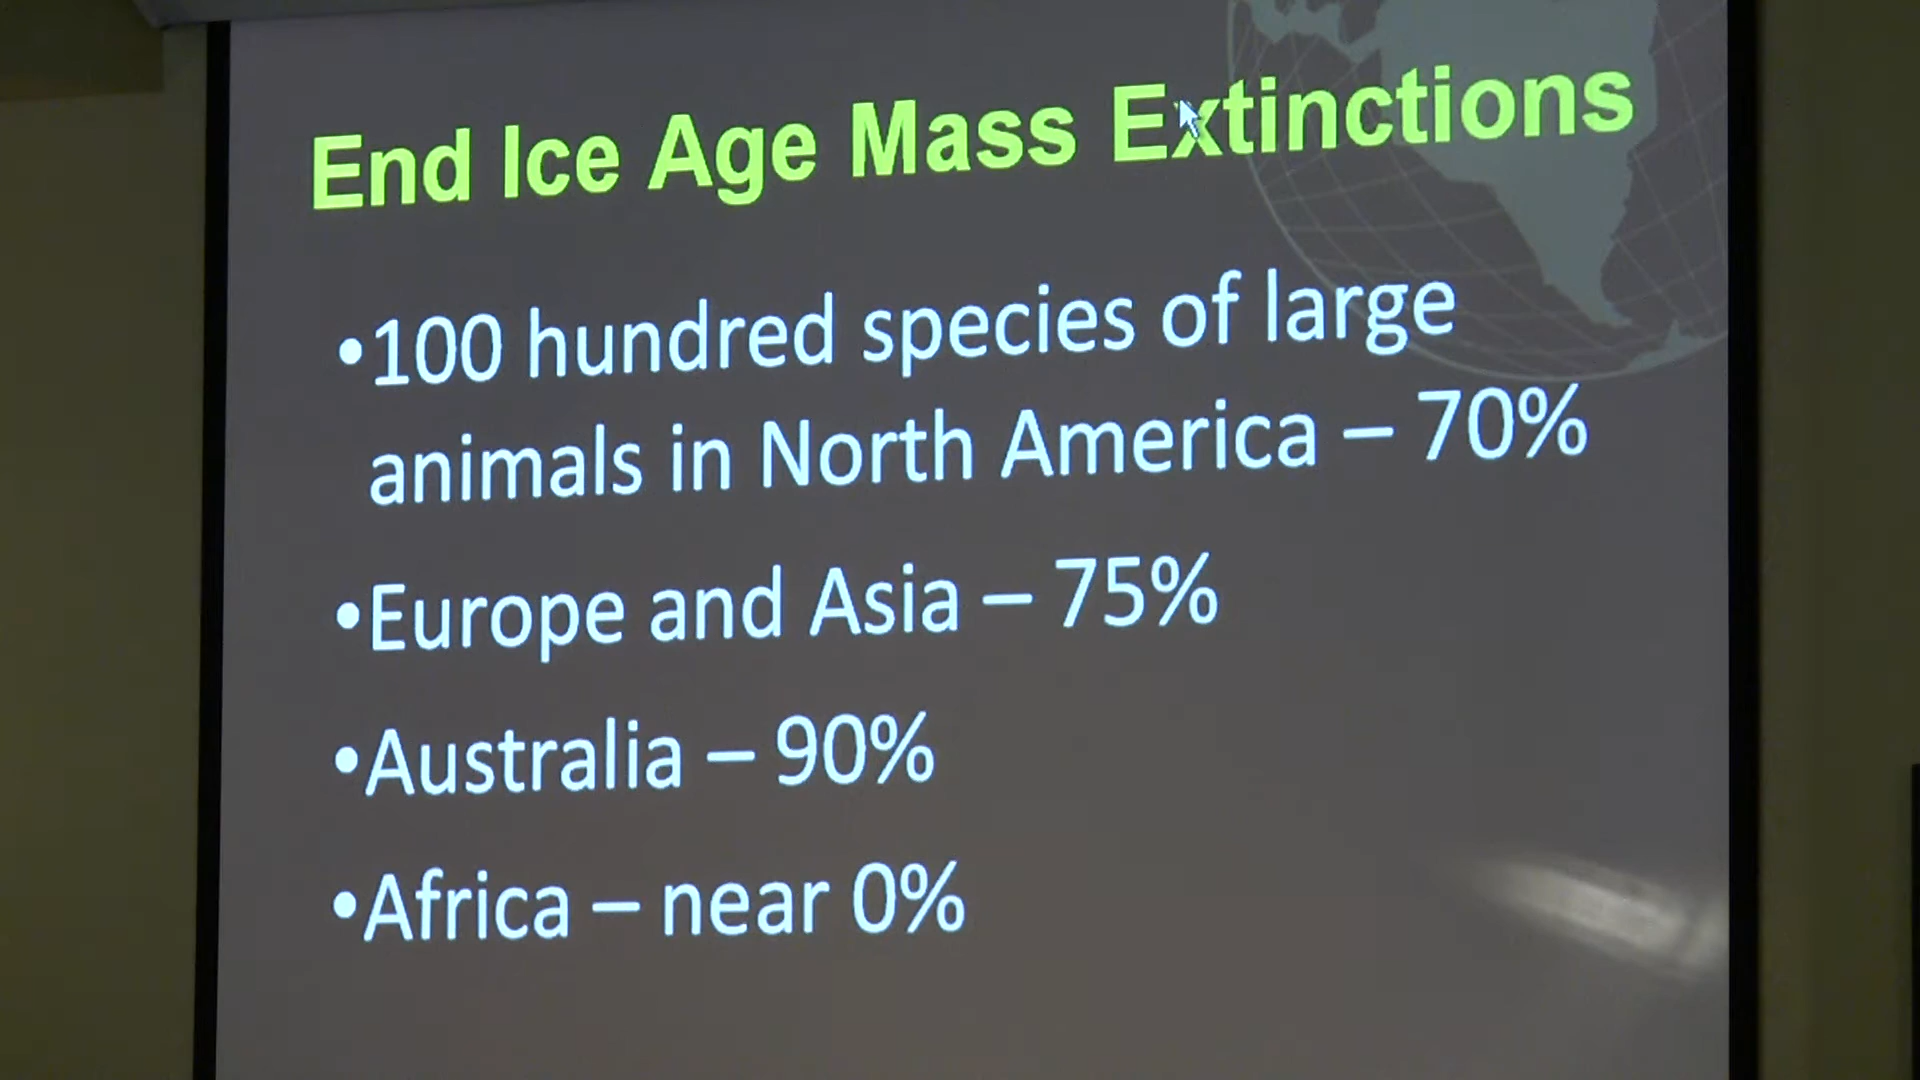 End Ice Age Mass Extinctions
•100 hundred species of large
animals in North America – 70%
•Europe and Asia – 75%
•Australia – 90%
•Africa – near 0%